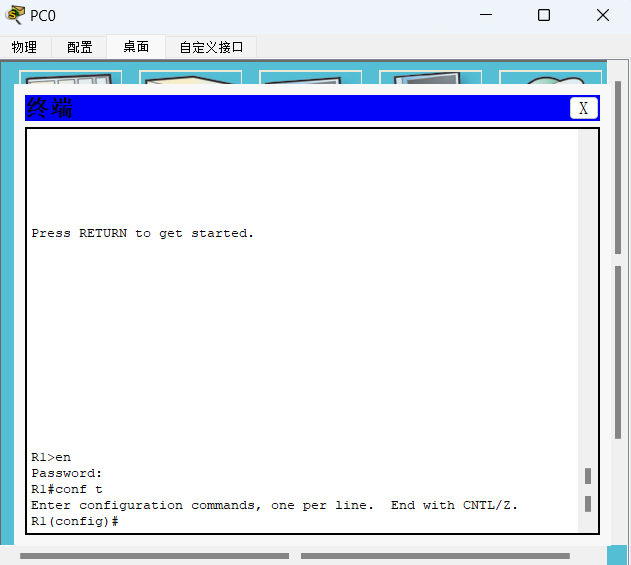 PC0
物理 配置 桌面 自定义接口
终端 X
Press RETURN to get started.
R1>en
Password:
R1#conf t
Enter configuration commands, one per line.  End with CNTL/Z.
R1(config)#